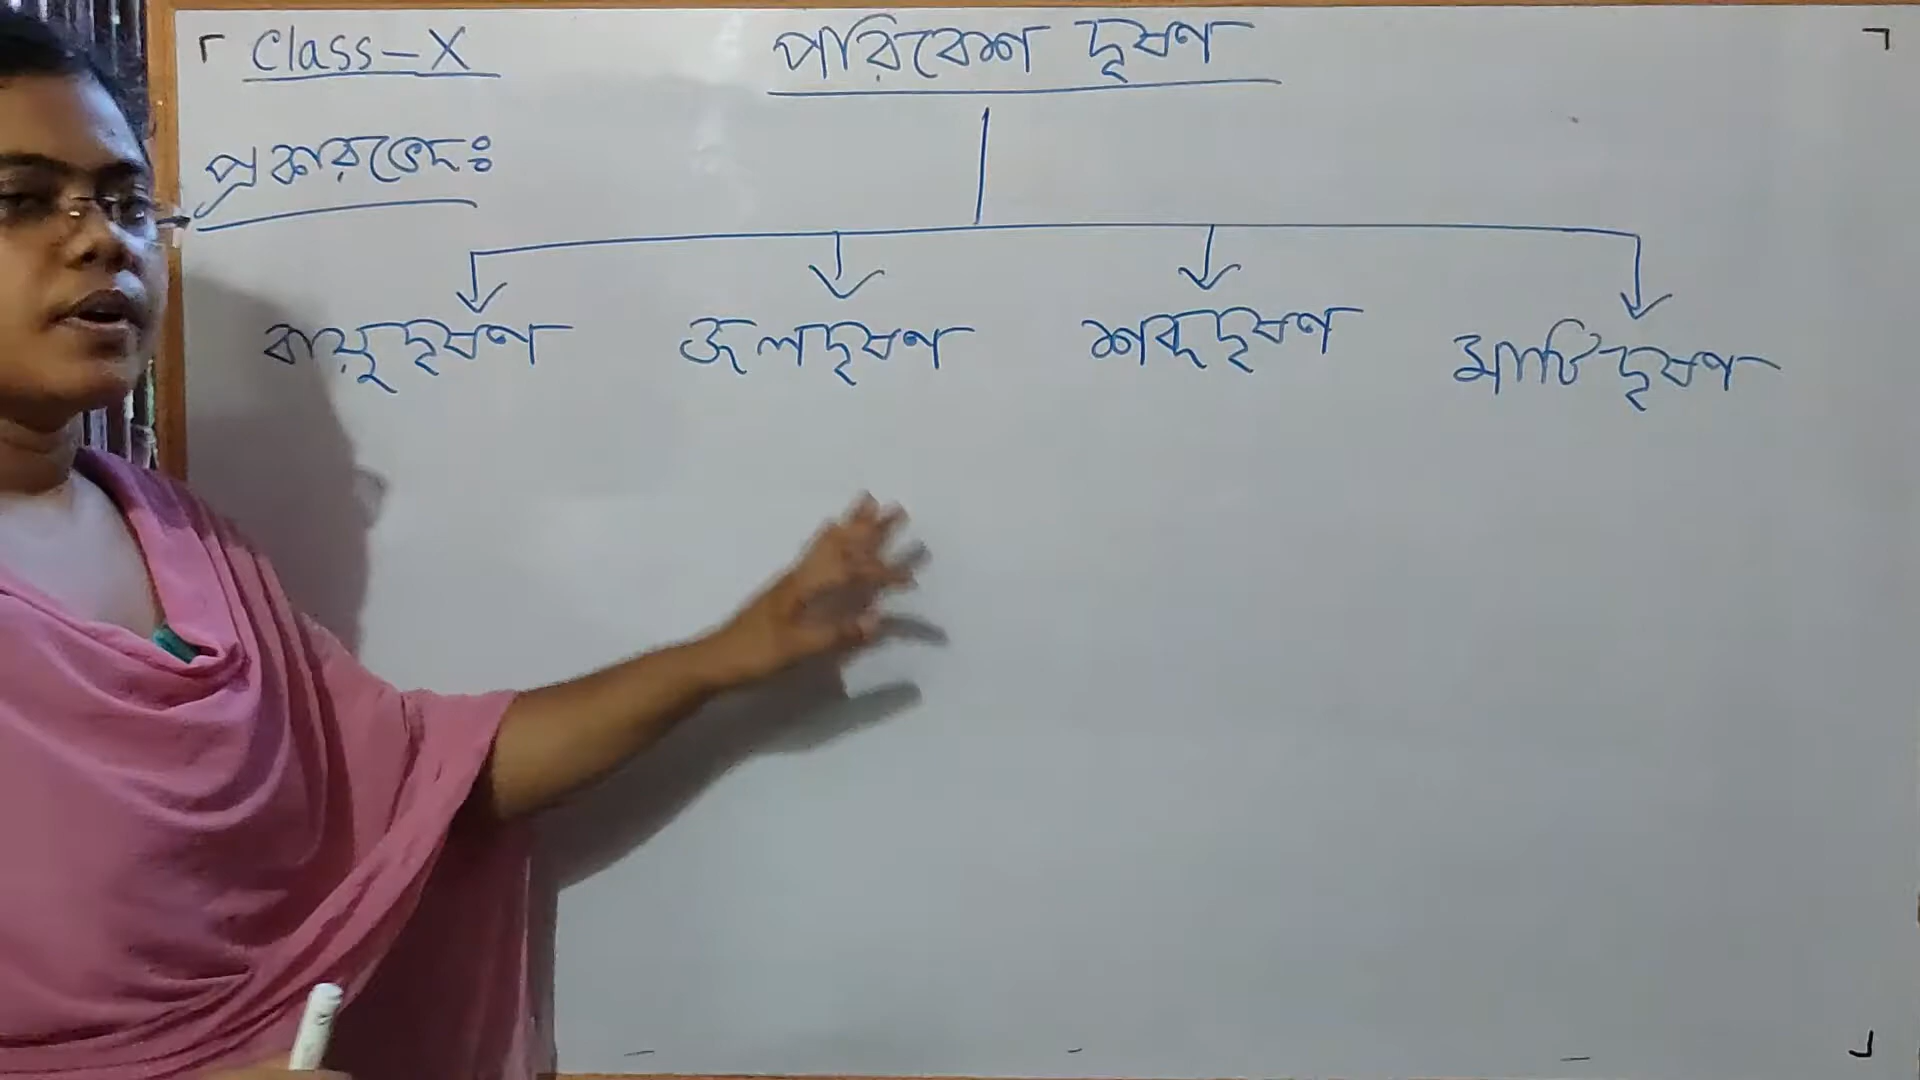 Class-X
পরিবেশ দূষণ
প্রকারভেদঃ
বায়ুদূষণ জলদূষণ শব্দদূষণ মাটিদূষণ